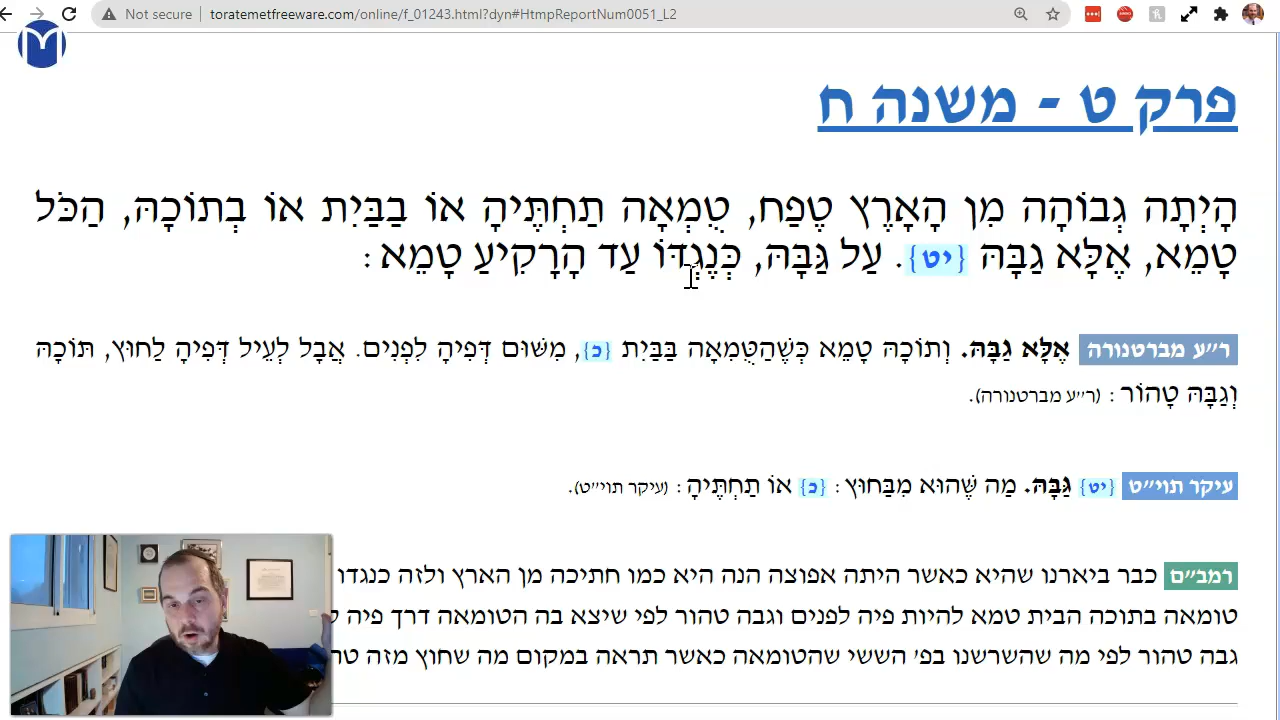 Not secure | toratemetfreeware.com/online/f_01243.html?dyn#HtmpReportNum0051_L2
פרק ט - משנה ח
הָיְתָה גְבוֹהָה מִן הָאָרֶץ טֶפַח, טֻמְאָה תַחְתֶּיהָ אוֹ בַבַּיִת אוֹ בְתוֹכָהּ, הַכֹּל
טָמֵא, אֶלָּא גַבָּהּ {יט}. עַל גַּבָּהּ, כְּנֶגְדּוֹ עַד הָרָקִיעַ טָמֵא:
ר"ע מברטנורה אֶלָּא גַבָּהּ. וְתוֹכָהּ טָמֵא כְּשֶׁהַטֻּמְאָה בַּבַּיִת {כ}, מִשּׁוּם דְּפִיהָ לִפְנִים. אֲבָל לְעֵיל דְּפִיהָ לַחוּץ, תּוֹכָהּ
וְגַבָּהּ טָהוֹר: (ר"ע מברטנורה).
עיקר תוי"ט {יט} גַּבָּהּ. מַה שֶּׁהוּא מִבַּחוּץ: {כ} אוֹ תַחְתֶּיהָ: (עיקר תוי"ט).
רמב"ם כבר ביארנו שהיא כאשר היתה אפוצה הנה היא כמו חתיכה מן הארץ ולזה כנגדו
טומאה בתוכה הבית טמא להיות פיה לפנים וגבה טהור לפי שיצא בה הטומאה דרך פיה
גבה טהור לפי מה שהשרשנו בפ' הששי שהטומאה כאשר תראה במקום מה שחוץ מזה